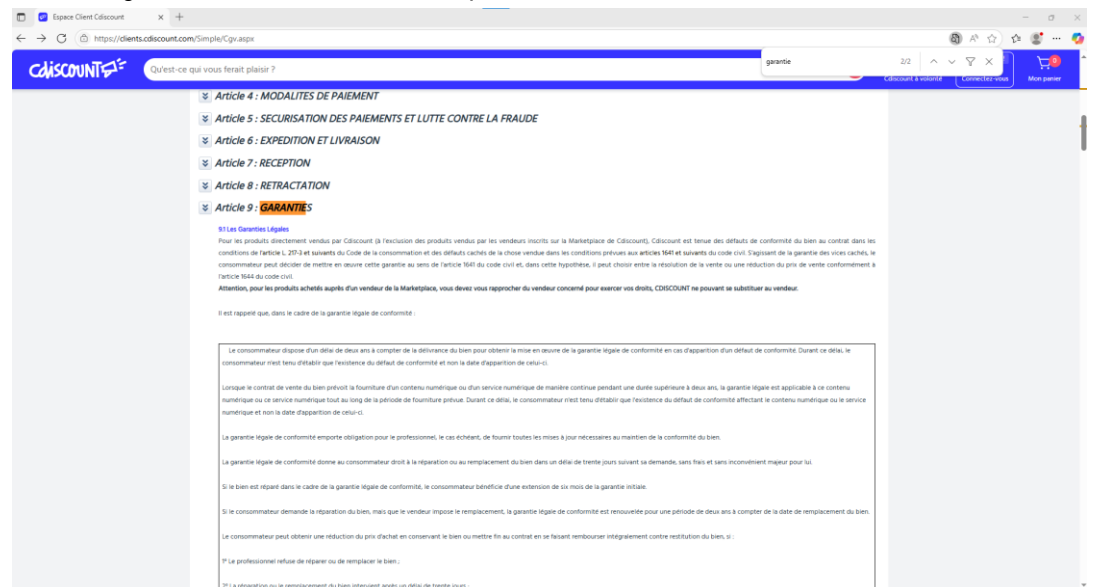 Espace Client Cdiscount
https://clients.cdiscount.com/Simple/Cgv.aspx
garantie 2/2
CDISCOUNT
Qu'est-ce qui vous ferait plaisir ?
Cdiscount à volonté
Connectez-vous
Mon panier
Article 4 : MODALITES DE PAIEMENT
Article 5 : SECURISATION DES PAIEMENTS ET LUTTE CONTRE LA FRAUDE
Article 6 : EXPEDITION ET LIVRAISON
Article 7 : RECEPTION
Article 8 : RETRACTATION
Article 9 : GARANTIES
9.1 Les Garanties Légales
Pour les produits directement vendus par Cdiscount (à l'exclusion des produits vendus par les vendeurs inscrits sur la Marketplace de Cdiscount), Cdiscount est tenue des défauts de conformité du bien au contrat dans les
conditions de l'article L. 217-3 et suivants du Code de la consommation et des défauts cachés de la chose vendue dans les conditions prévues aux articles 1641 et suivants du code civil. S'agissant de la garantie des vices cachés, le
consommateur peut décider de mettre en œuvre cette garantie au sens de l'article 1641 du code civil et, dans cette hypothèse, il peut choisir entre la résolution de la vente ou une réduction du prix de vente conformément à
l'article 1644 du code civil.
Attention, pour les produits achetés auprès d'un vendeur de la Marketplace, vous devez vous rapprocher du vendeur concerné pour exercer vos droits, CDISCOUNT ne pouvant se substituer au vendeur.
Il est rappelé que, dans le cadre de la garantie légale de conformité :
Le consommateur dispose d'un délai de deux ans à compter de la délivrance du bien pour obtenir la mise en œuvre de la garantie légale de conformité en cas d'apparition d'un défaut de conformité. Durant ce délai, le
consommateur n'est tenu d'établir que l'existence du défaut de conformité et non la date d'apparition de celui-ci.
Lorsque le contrat de vente du bien prévoit la fourniture d'un contenu numérique ou d'un service numérique de manière continue pendant une durée supérieure à deux ans, la garantie légale est applicable à ce contenu
numérique ou ce service numérique tout au long de la période de fourniture prévue. Durant ce délai, le consommateur n'est tenu d'établir que l'existence du défaut de conformité affectant le contenu numérique ou le service
numérique et non la date d'apparition de celui-ci.
La garantie légale de conformité emporte obligation pour le professionnel, le cas échéant, de fournir toutes les mises à jour nécessaires au maintien de la conformité du bien.
La garantie légale de conformité donne au consommateur droit à la réparation ou au remplacement du bien dans un délai de trente jours suivant sa demande, sans frais et sans inconvénient majeur pour lui.
Si le bien est réparé dans le cadre de la garantie légale de conformité, le consommateur bénéficie d'une extension de six mois de la garantie initiale.
Si le consommateur demande la réparation du bien, mais que le vendeur impose le remplacement, la garantie légale de conformité est renouvelée pour une période de deux ans à compter de la date de remplacement du bien.
Le consommateur peut obtenir une réduction du prix d'achat en conservant le bien ou mettre fin au contrat en se faisant rembourser intégralement contre restitution du bien, si :
1° Le professionnel refuse de réparer ou de remplacer le bien ;
2° La réparation ou le remplacement du bien intervient après un délai de trente jours ;